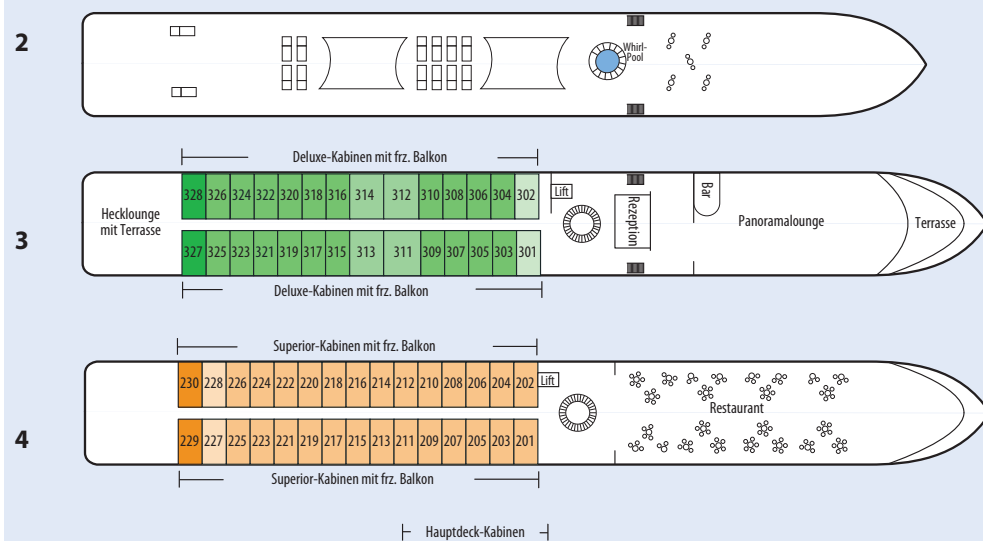 2
Whirl-
Pool
Deluxe-Kabinen mit frz. Balkon
3
Hecklounge
mit Terrasse
328 326 324 322 320 318 316 314 312 310 308 306 304 302
Lift
Rezeption
Bar
Panoramalounge
Terrasse
327 325 323 321 319 317 315 313 311 309 307 305 303 301
Deluxe-Kabinen mit frz. Balkon
Superior-Kabinen mit frz. Balkon
4
230 228 226 224 222 220 218 216 214 212 210 208 206 204 202
Lift
Restaurant
229 227 225 223 221 219 217 215 213 211 209 207 205 203 201
Superior-Kabinen mit frz. Balkon
Hauptdeck-Kabinen